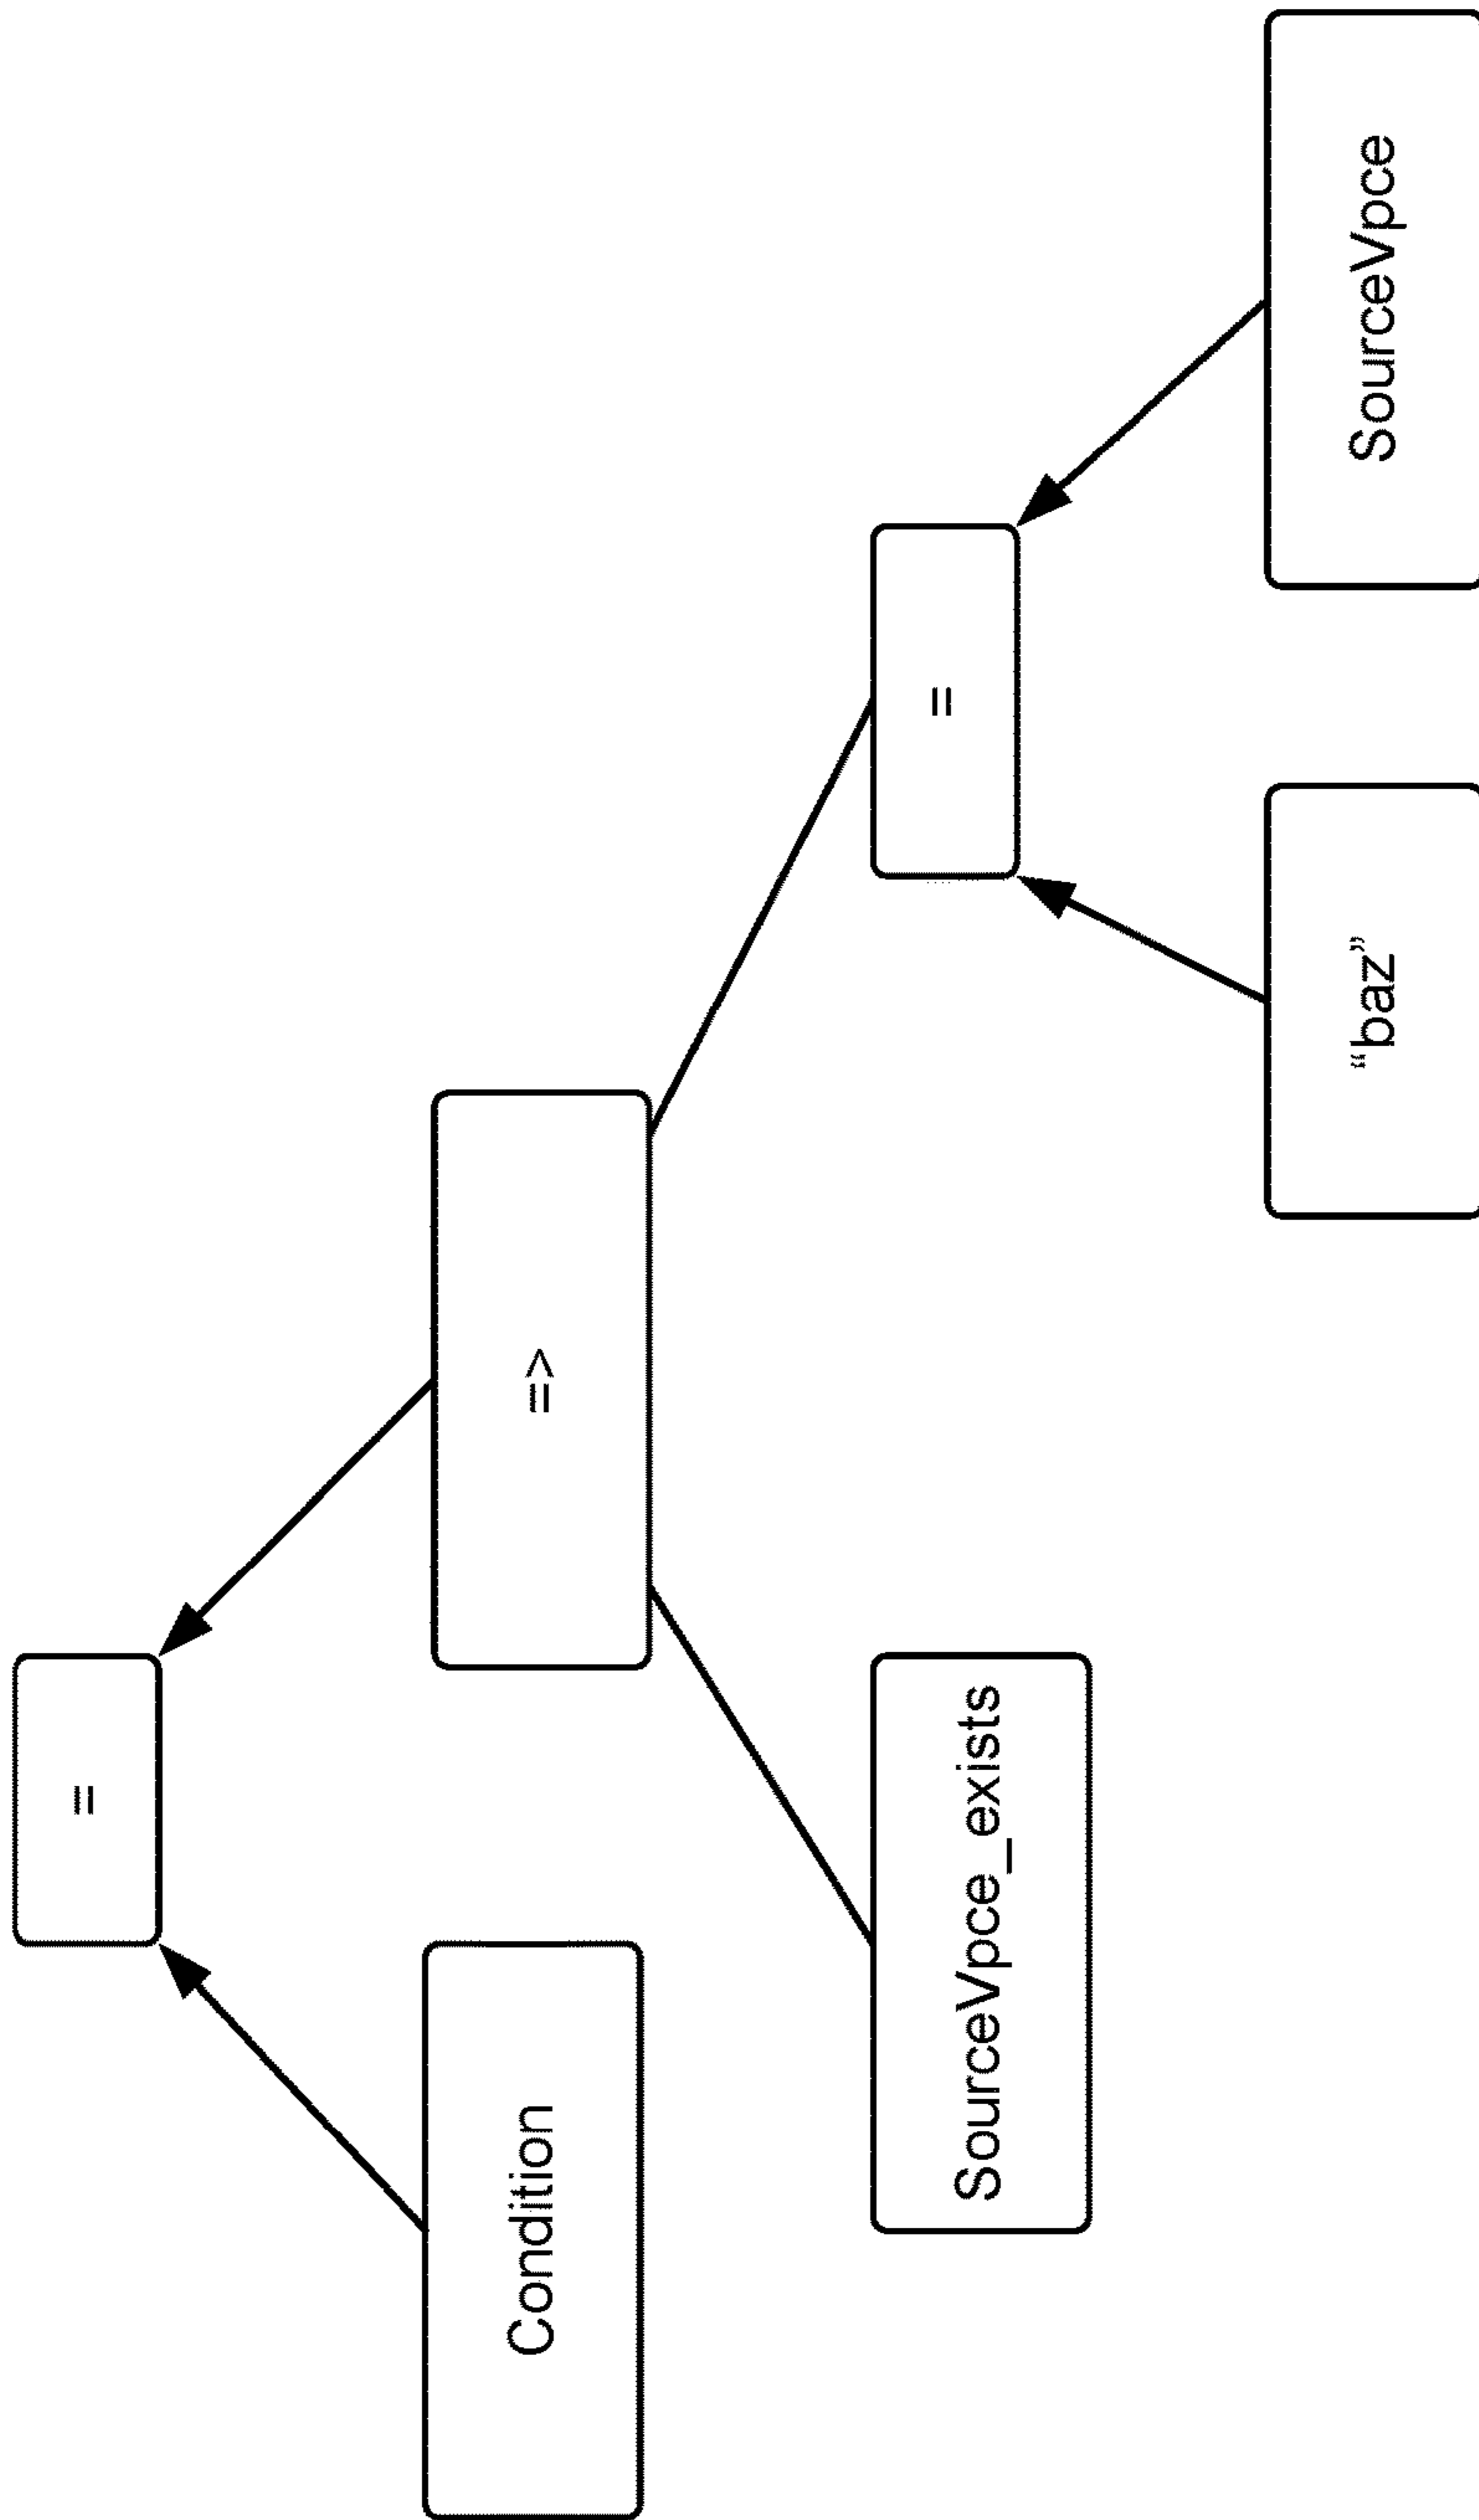 =
Condition
=>
SourceVpce_exists
=
“baz”
SourceVpce